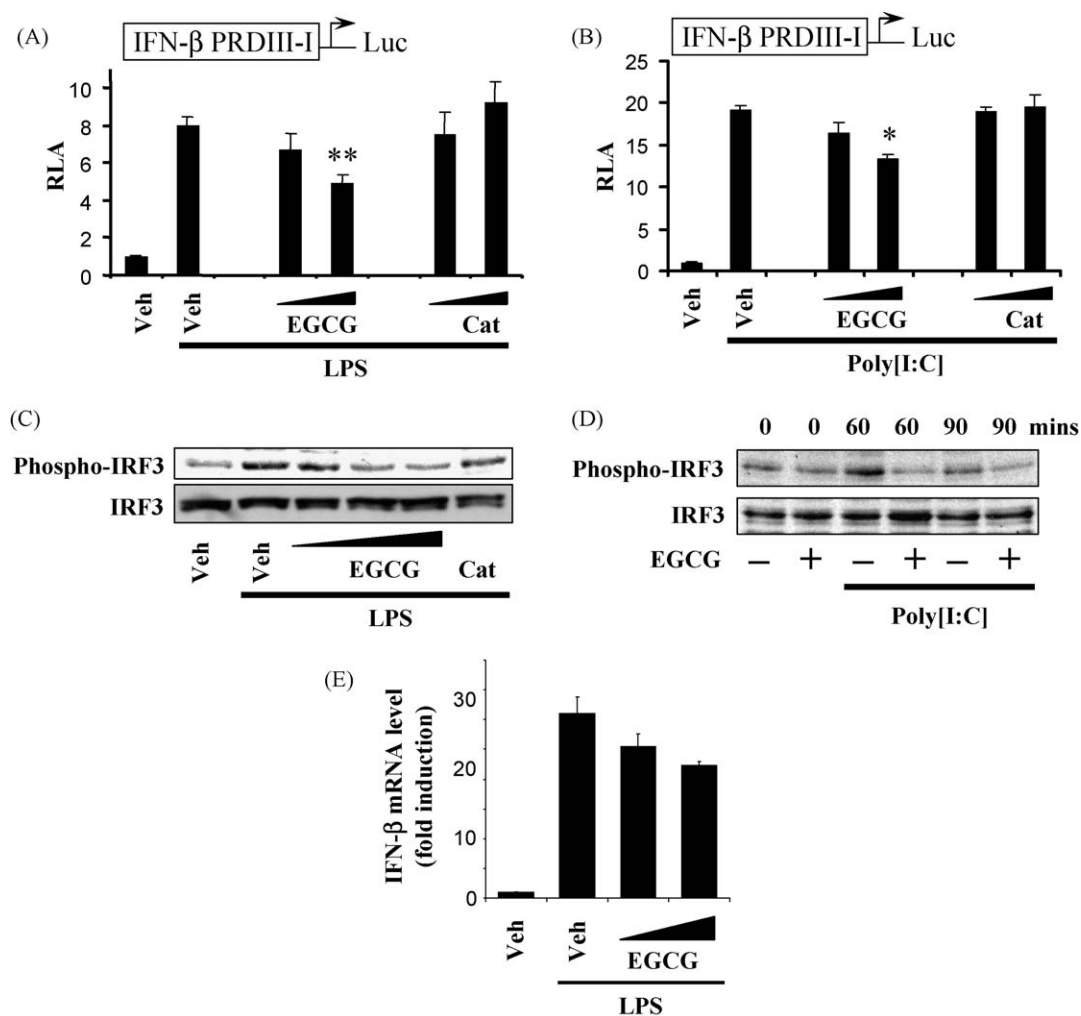 (A)
IFN-β PRDIII-I Luc
RLA
10
8
6
4
2
0
**
Veh Veh EGCG Cat
LPS
(B)
IFN-β PRDIII-I Luc
RLA
25
20
15
10
5
0
*
Veh Veh EGCG Cat
Poly[I:C]
(C)
Phospho-IRF3
IRF3
Veh Veh EGCG Cat
LPS
(D)
0 0 60 60 90 90 mins
Phospho-IRF3
IRF3
EGCG − + − + − +
Poly[I:C]
(E)
IFN-β mRNA level
(fold induction)
30
20
10
0
Veh Veh EGCG
LPS